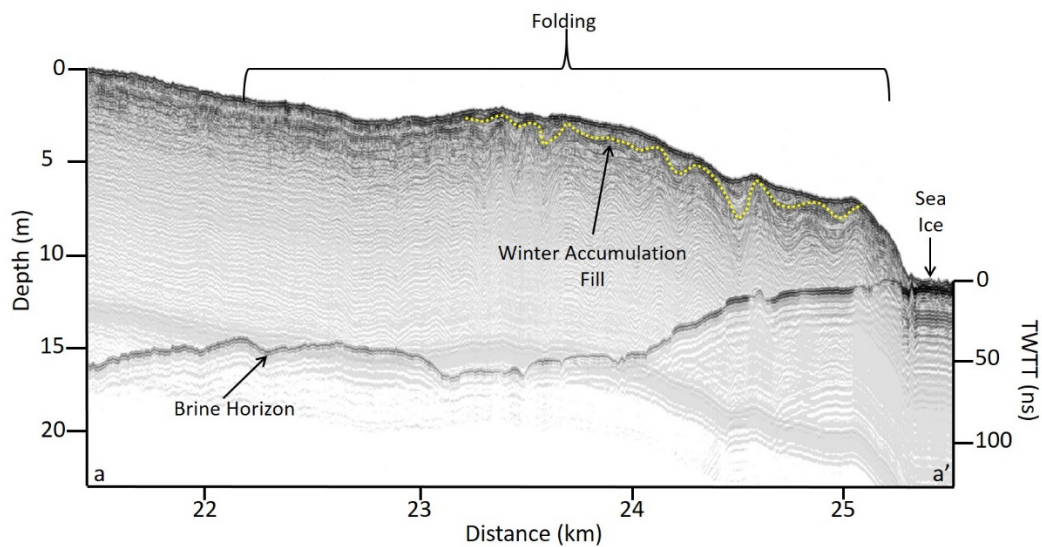 Folding
0
5
10
15
20
Depth (m)
Winter Accumulation
Fill
Sea
Ice
0
50
100
TWTT (ns)
Brine Horizon
a
a'
22
23
24
25
Distance (km)